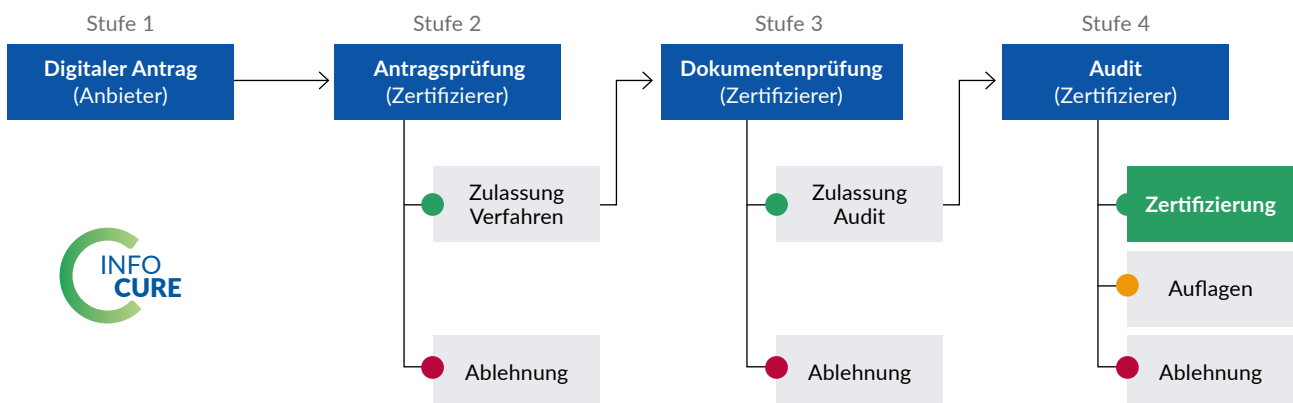 Stufe 1
Stufe 2
Stufe 3
Stufe 4
Digitaler Antrag
(Anbieter)
Antragsprüfung
(Zertifizierer)
Dokumentenprüfung
(Zertifizierer)
Audit
(Zertifizierer)
Zulassung
Verfahren
Zulassung
Audit
Zertifizierung
INFO
CURE
Auflagen
Ablehnung
Ablehnung
Ablehnung